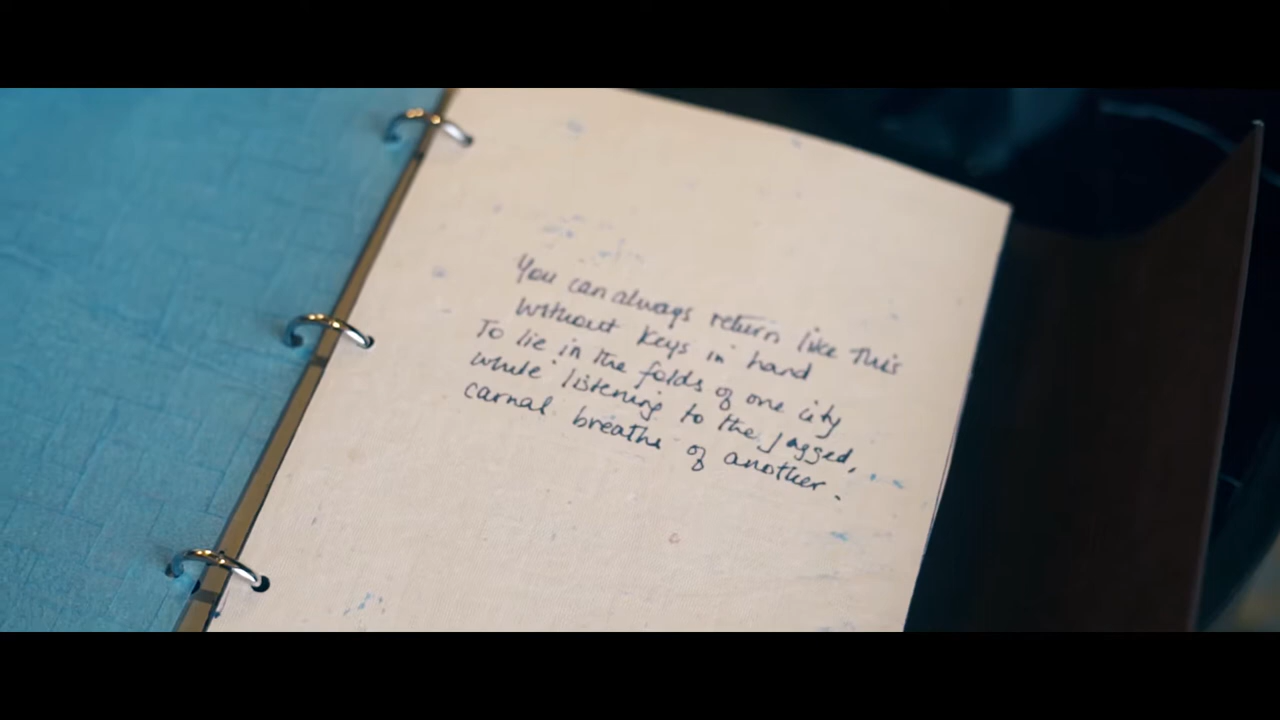 You can always return like this
without keys in hand
To lie in the folds of one city
while listening to the jagged,
carnal breaths of another.